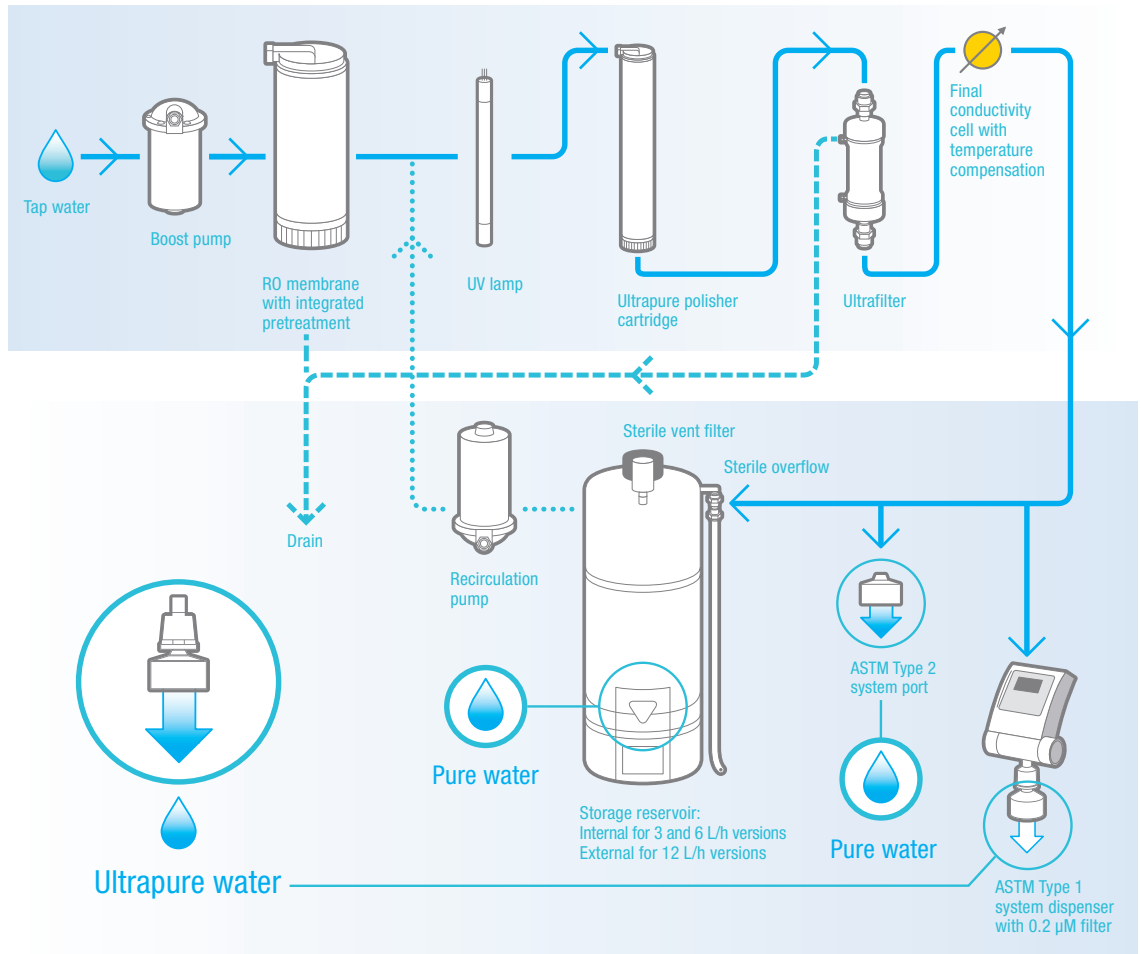 Tap water
Boost pump
RO membrane
with integrated
pretreatment
UV lamp
Ultrapure polisher
cartridge
Ultrafilter
Final
conductivity
cell with
temperature
compensation
Drain
Recirculation
pump
Sterile vent filter
Sterile overflow
Pure water
Storage reservoir:
Internal for 3 and 6 L/h versions
External for 12 L/h versions
ASTM Type 2
system port
Pure water
ASTM Type 1
system dispenser
with 0.2 µM filter
Ultrapure water